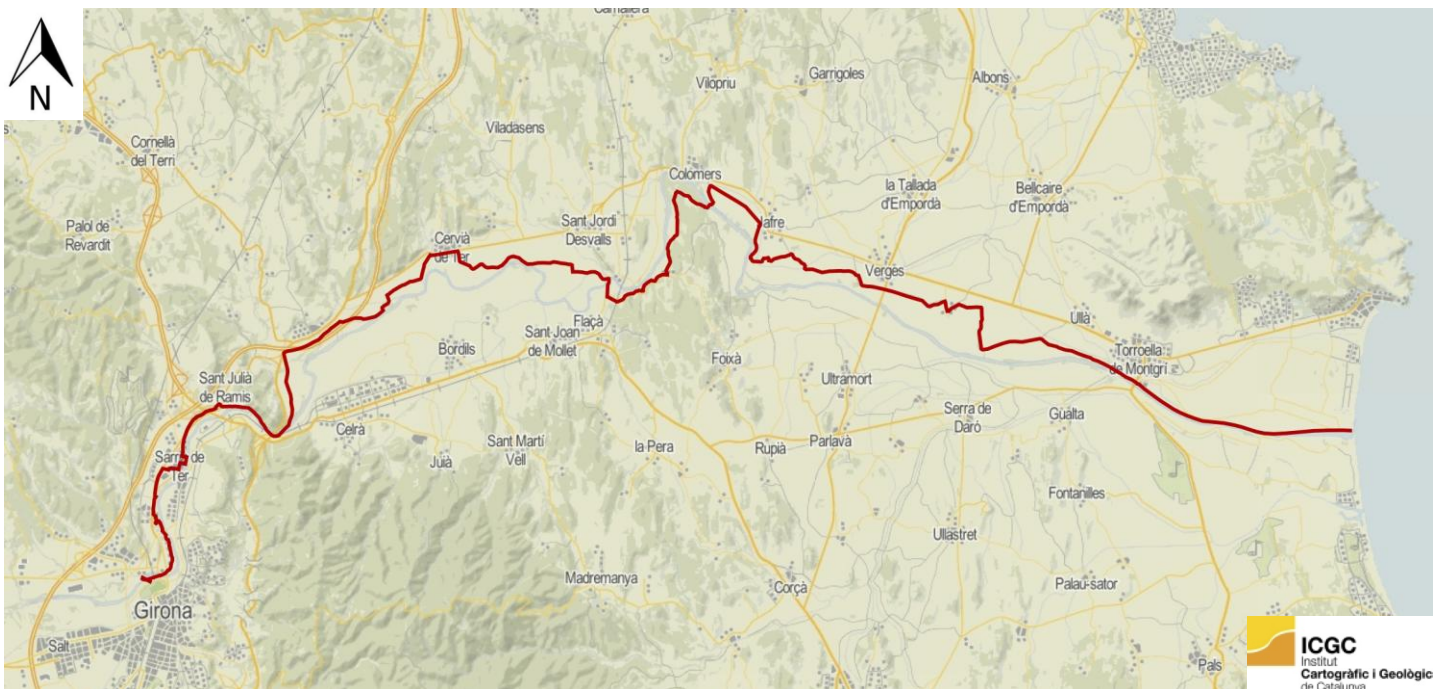 N
Camallera
Vilopriu
Garrigoles
Albons
Viladasens
Cornellà
del Terri
Colomers
la Tallada
d'Empordà
Bellcaire
d'Empordà
Palol de
Revardit
Sant Jordi
Desvalls
Jafre
Cervià
de Ter
Verges
Flaçà
Ullà
Sant Joan
de Mollet
Bordils
Foixà
Torroella
de Montgrí
Sant Julià
de Ramis
Ultramort
Serra de
Daró
Gualta
Celrà
Sant Martí
Vell
la Pera
Rupià
Parlavà
Juià
Sarrià de
Ter
Fontanilles
Ullastret
Madremanya
Corçà
Palau-sator
Girona
Salt
Pals
ICGC
Institut
Cartogràfic i Geològic
de Catalunya